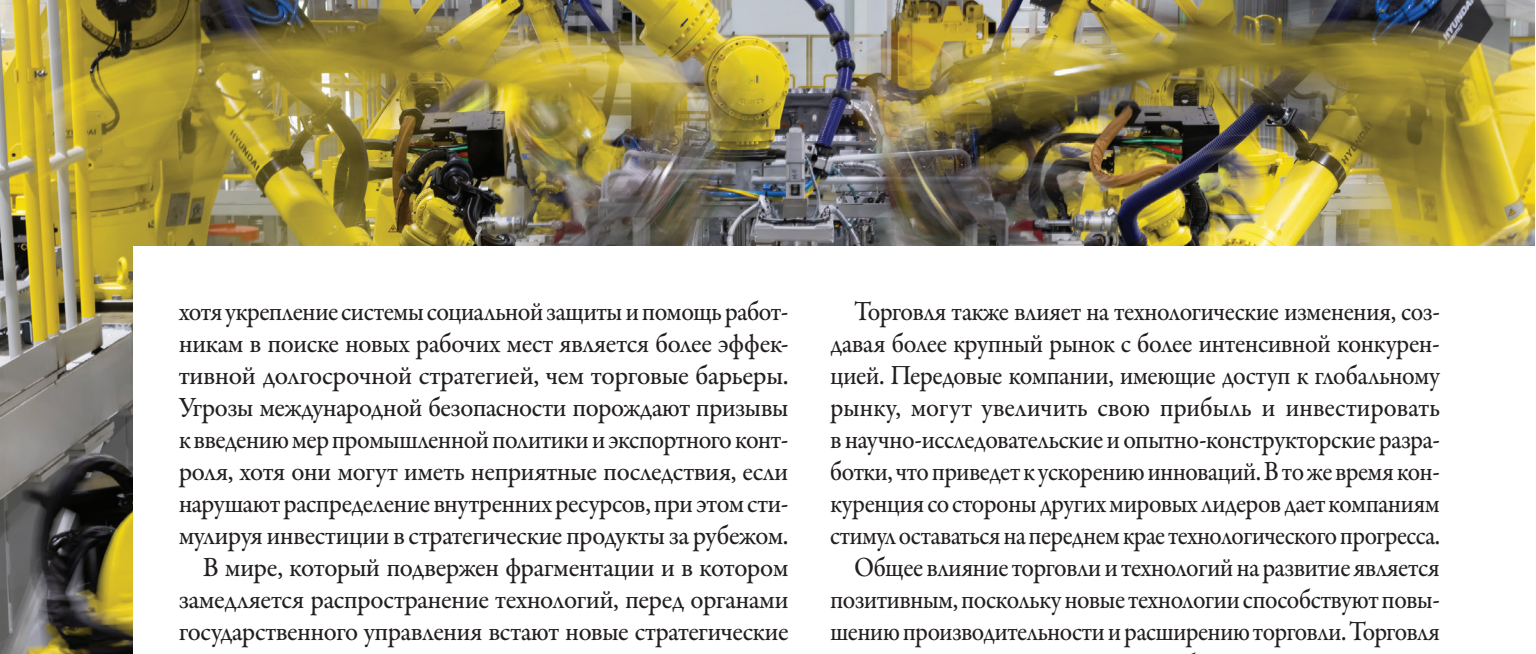 HYUNDAI
HYUNDAI
HYUNDAI
хотя укрепление системы социальной защиты и помощь работ-
никам в поиске новых рабочих мест является более эффек-
тивной долгосрочной стратегией, чем торговые барьеры.
Угрозы международной безопасности порождают призывы
к введению мер промышленной политики и экспортного конт-
роля, хотя они могут иметь неприятные последствия, если
нарушают распределение внутренних ресурсов, при этом сти-
мулируя инвестиции в стратегические продукты за рубежом.
В мире, который подвержен фрагментации и в котором
замедляется распространение технологий, перед органами
государственного управления встают новые стратегические
Торговля также влияет на технологические изменения, соз-
давая более крупный рынок с более интенсивной конкурен-
цией. Передовые компании, имеющие доступ к глобальному
рынку, могут увеличить свою прибыль и инвестировать
в научно-исследовательские и опытно-конструкторские разра-
ботки, что приведет к ускорению инноваций. В то же время кон-
куренция со стороны других мировых лидеров дает компаниям
стимул оставаться на переднем крае технологического прогресса.
Общее влияние торговли и технологий на развитие является
позитивным, поскольку новые технологии способствуют повы-
шению производительности и расширению торговли. Торговля